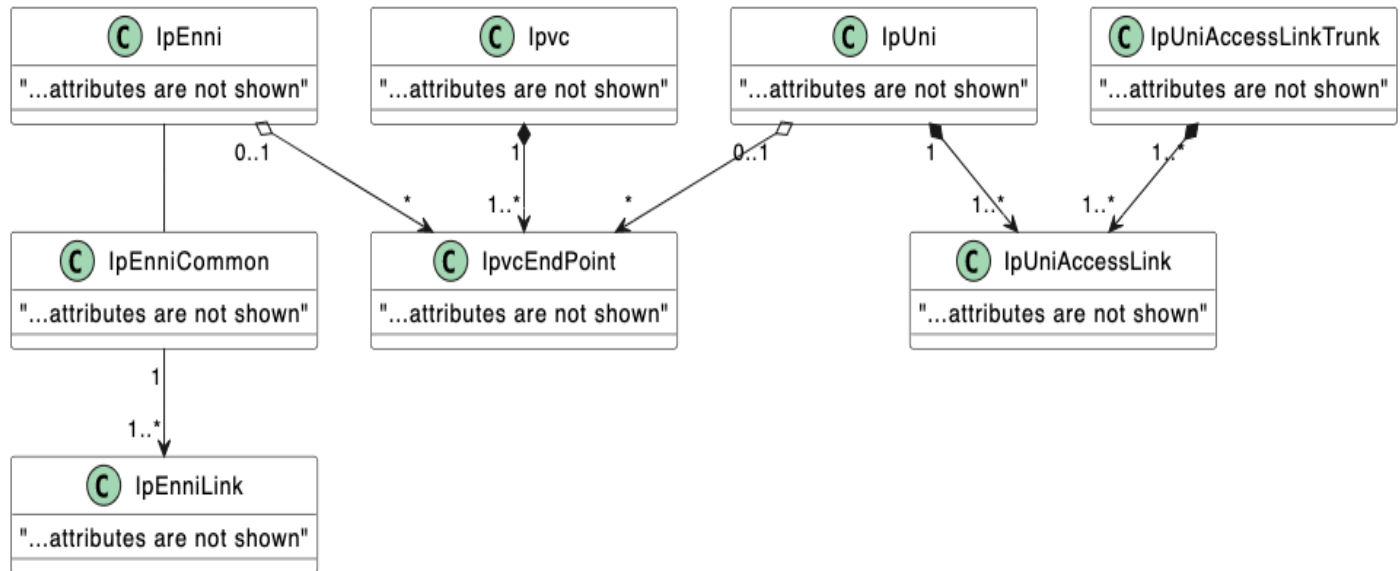 C IpEnni
"...attributes are not shown"
C Ipvc
"...attributes are not shown"
C IpUni
"...attributes are not shown"
C IpUniAccessLinkTrunk
"...attributes are not shown"
0..1
*
1
1..*
0..1
*
1
1..*
1..*
1..*
C IpEnniCommon
"...attributes are not shown"
C IpvcEndPoint
"...attributes are not shown"
C IpUniAccessLink
"...attributes are not shown"
1
1..*
C IpEnniLink
"...attributes are not shown"